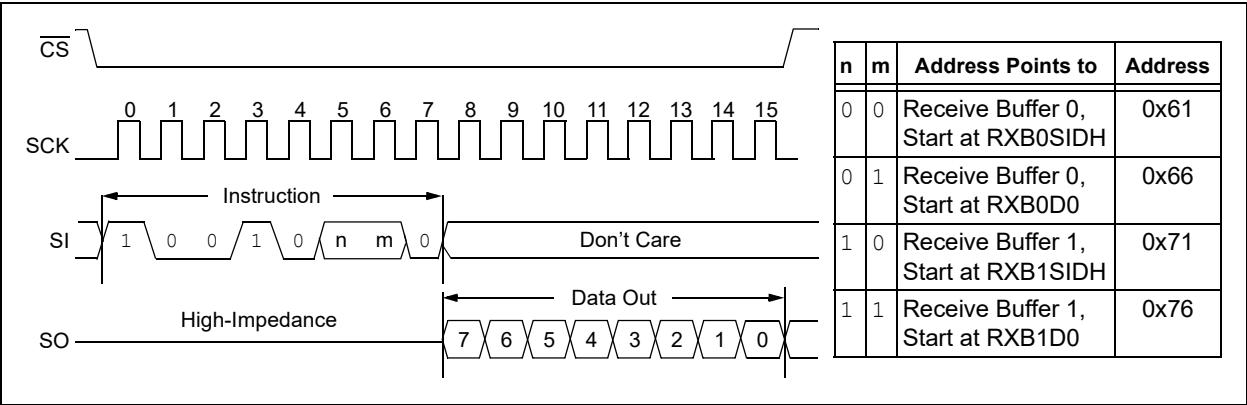 CS
0 1 2 3 4 5 6 7 8 9 10 11 12 13 14 15
SCK
Instruction
SI 1 0 0 1 0 n m 0 Don't Care
Data Out
High-Impedance
SO 7 6 5 4 3 2 1 0
n m Address Points to Address
0 0 Receive Buffer 0, 0x61
Start at RXB0SIDH
0 1 Receive Buffer 0, 0x66
Start at RXB0D0
1 0 Receive Buffer 1, 0x71
Start at RXB1SIDH
1 1 Receive Buffer 1, 0x76
Start at RXB1D0